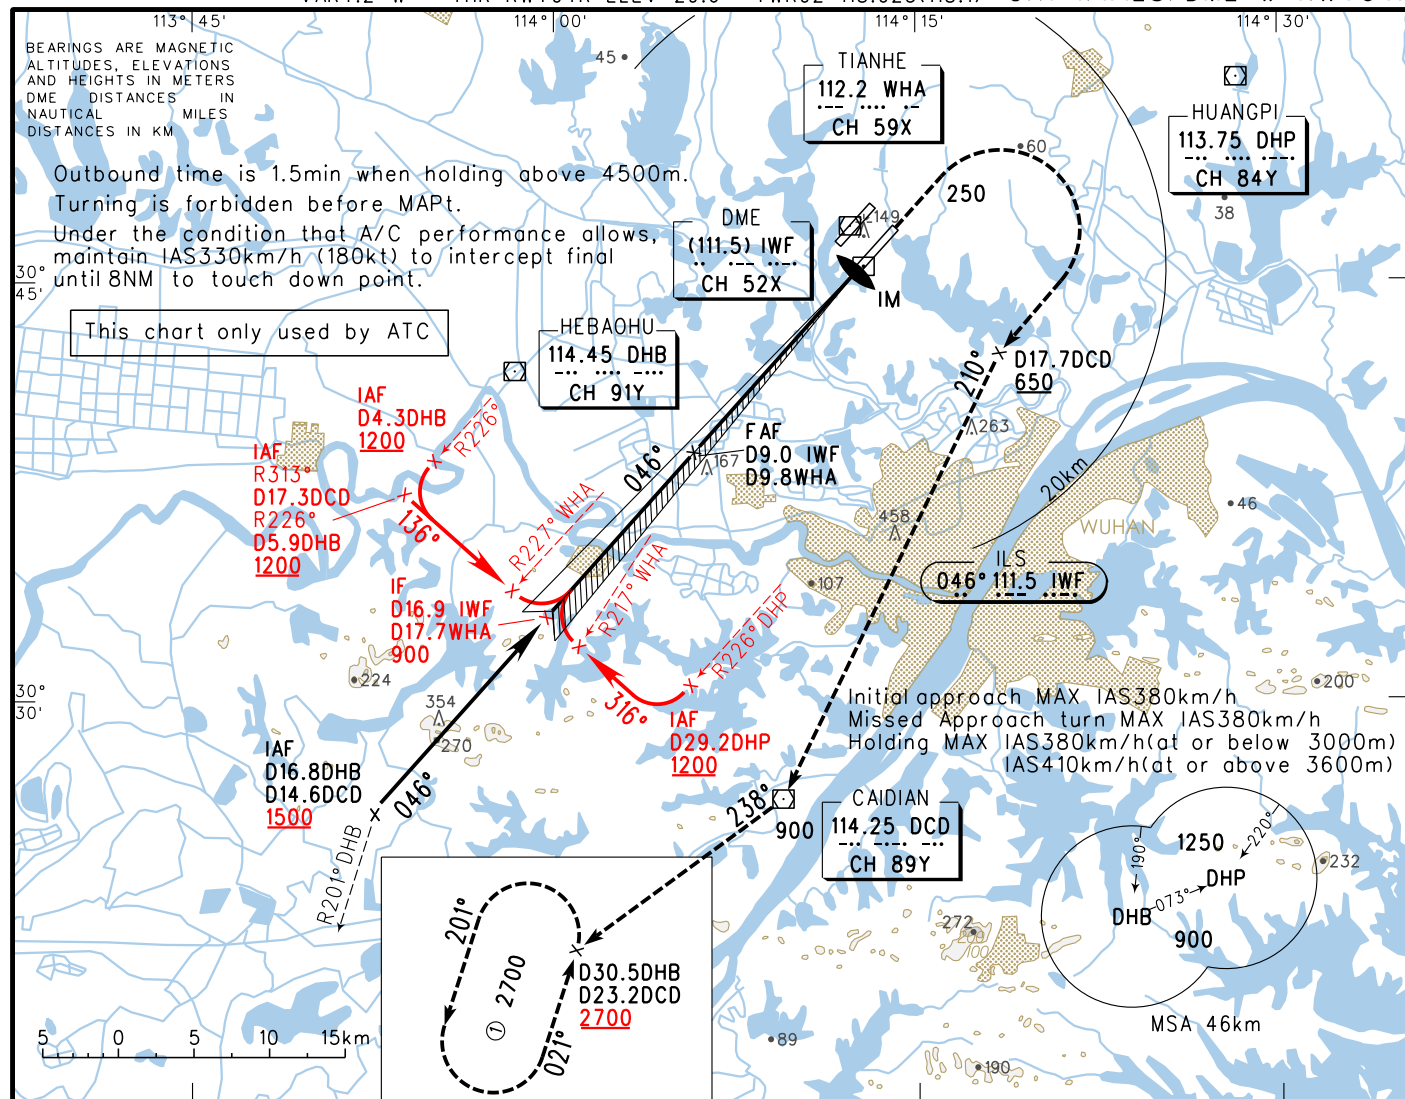 113° 45'
114° 00'
114° 15'
114° 30'
BEARINGS ARE MAGNETIC
ALTITUDES, ELEVATIONS
AND HEIGHTS IN METERS
DME DISTANCES IN
NAUTICAL MILES
DISTANCES IN KM
45
TIANHE
112.2 WHA
CH 59X
HUANGPI
113.75 DHP
CH 84Y
38
60
250
149
Outbound time is 1.5min when holding above 4500m.
Turning is forbidden before MAPt.
Under the condition that A/C performance allows,
maintain IAS330km/h (180kt) to intercept final
until 8NM to touch down point.
DME
(111.5) IWF
CH 52X
IM
30°
45'
This chart only used by ATC
HEBAOHU
114.45 DHB
CH 91Y
210°
D17.7DCD
650
263
IAF
D4.3DHB
1200
R226°
IAF
R313°
D17.3DCD
R226°
D5.9DHB
1200
136°
046°
FAF
D9.0 IWF
D9.8WHA
167
20km
46
458
WUHAN
R227° WHA
R217° WHA
R226° DHP
107
ILS
046° 111.5 IWF
IF
D16.9 IWF
D17.7WHA
900
224
354
270
316°
IAF
D29.2DHP
1200
200
30°
30'
Initial approach MAX IAS380km/h
Missed Approach turn MAX IAS380km/h
Holding MAX IAS380km/h(at or below 3000m)
IAS410km/h(at or above 3600m)
IAF
D16.8DHB
D14.6DCD
1500
046°
R201° DHB
238°
900
CAIDIAN
114.25 DCD
CH 89Y
1250
220°
190°
DHP
073°
DHB
900
232
MSA 46km
272
201°
① 2700
021°
D30.5DHB
D23.2DCD
2700
89
190
5 0 5 10 15km